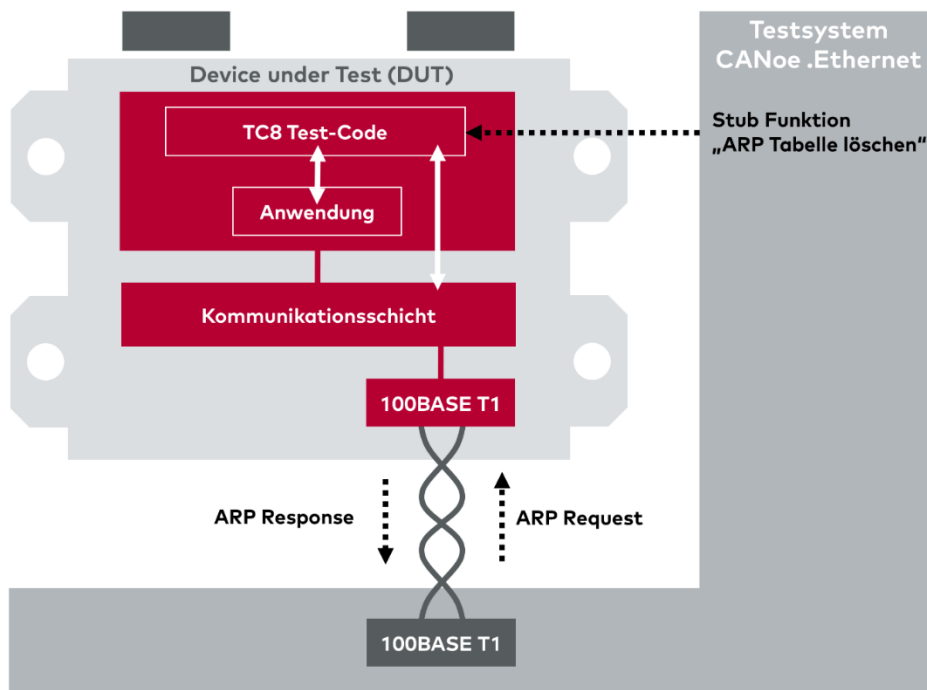 Testsystem
CANoe .Ethernet
Device under Test (DUT)
TC8 Test-Code
Stub Funktion
„ARP Tabelle löschen“
Anwendung
Kommunikationsschicht
100BASE T1
ARP Response
ARP Request
100BASE T1